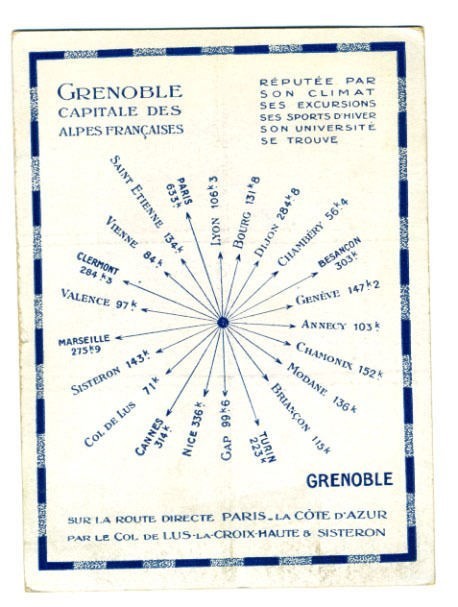 GRENOBLE
CAPITALE DES
ALPES FRANÇAISES
RÉPUTÉE PAR
SON CLIMAT
SES EXCURSIONS
SES SPORTS D'HIVER
SON UNIVERSITÉ
SE TROUVE
SAINT ETIENNE 134k
PARIS
633k
LYON 106k3
BOURG 131k8
DIJON 284k8
CHAMBÉRY 56k4
BESANÇON
303k
GENÈVE 147k2
ANNECY 103k
CHAMONIX 152k
MODANE 136k
BRIANÇON 115k
TURIN
223k
GAP 99k6
NICE 336k
CANNES
314k
COL DE LUS 71k
SISTERON 143k
MARSEILLE
275k9
VALENCE 97k
CLERMONT
284k3
VIENNE 84k
GRENOBLE
SUR LA ROUTE DIRECTE PARIS_LA CÔTE D'AZUR
PAR LE COL DE LUS-LA-CROIX-HAUTE & SISTERON